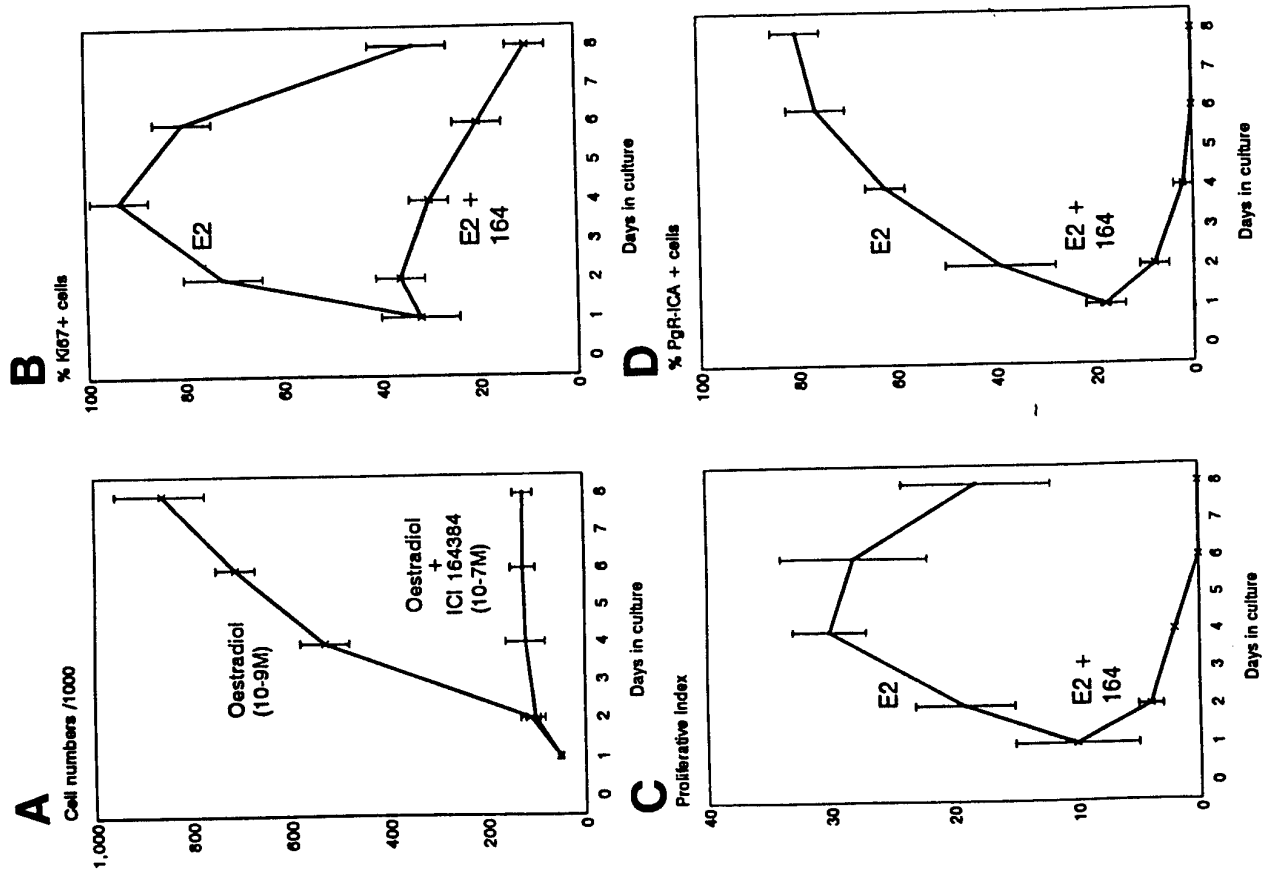 A
Cell numbers /1000
1,000
800
600
400
200
0
Oestradiol
(10-9M)
Oestradiol
+
ICI 164384
(10-7M)
0 1 2 3 4 5 6 7 8
Days in culture
B
% Ki67+ cells
100
80
60
40
20
0
E2
E2 +
164
0 1 2 3 4 5 6 7 8
Days in culture
C
Proliferative Index
40
30
20
10
0
E2
E2 +
164
0 1 2 3 4 5 6 7 8
Days in culture
D
% PgR-ICA + cells
100
80
60
40
20
0
E2
E2 +
164
0 1 2 3 4 5 6 7 8
Days in culture